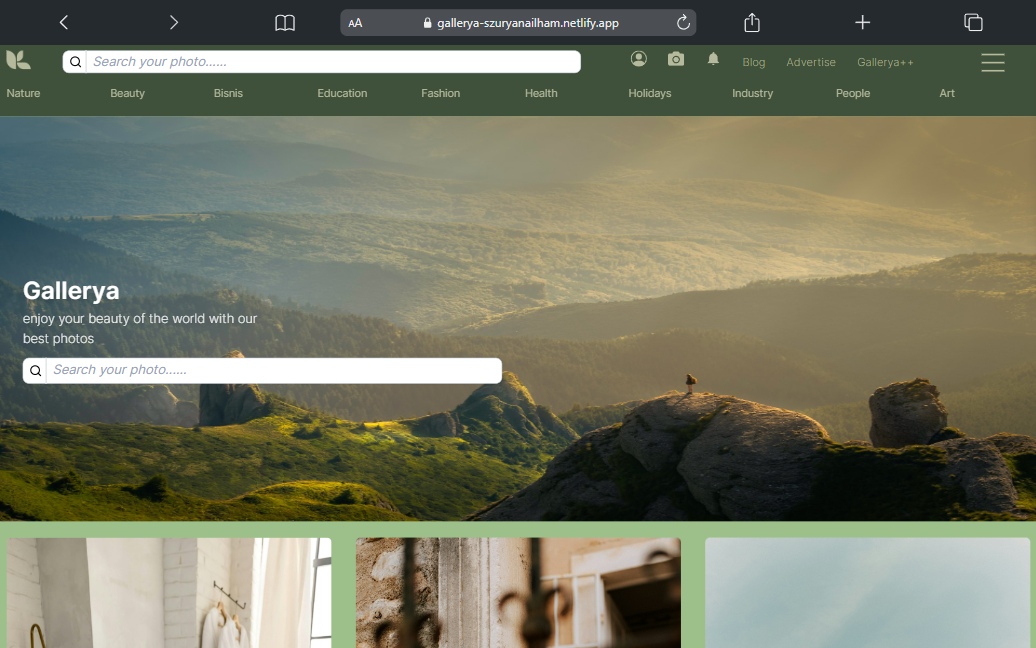 AA gallerya-szuryanailham.netlify.app
Search your photo......
Blog Advertise Gallerya++
Nature Beauty Bisnis Education Fashion Health Holidays Industry People Art
Gallerya
enjoy your beauty of the world with our
best photos
Search your photo......